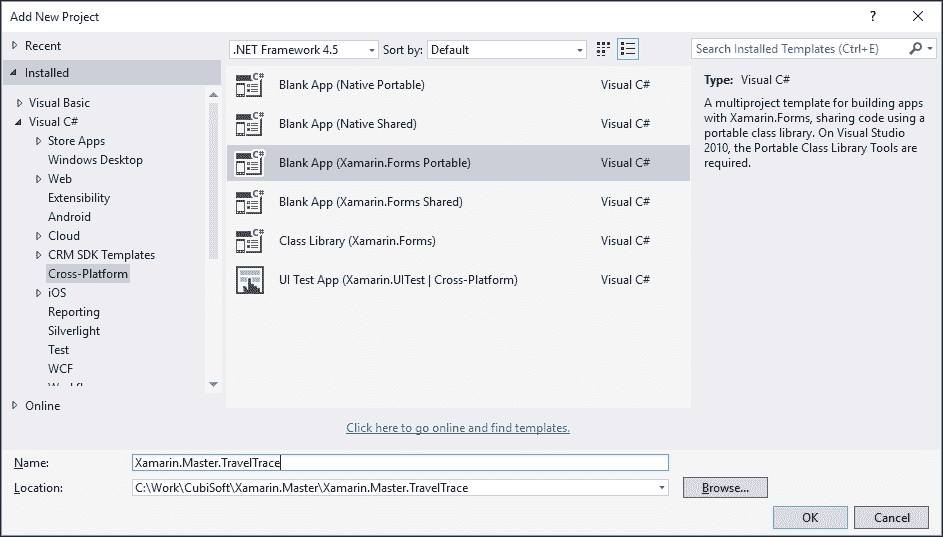 Add New Project
? 
Recent
Installed
Visual Basic
Visual C#
Store Apps
Windows Desktop
Web
Extensibility
Android
Cloud
CRM SDK Templates
Cross-Platform
iOS
Reporting
Silverlight
Test
WCF
Online
.NET Framework 4.5
Sort by: Default
Search Installed Templates (Ctrl+E)
C# Blank App (Native Portable) Visual C#
C# Blank App (Native Shared) Visual C#
C# Blank App (Xamarin.Forms Portable) Visual C#
C# Blank App (Xamarin.Forms Shared) Visual C#
C# Class Library (Xamarin.Forms) Visual C#
UI Test App (Xamarin.UITest | Cross-Platform) Visual C#
Type: Visual C#
A multiproject template for building apps
with Xamarin.Forms, sharing code using a
portable class library. On Visual Studio
2010, the Portable Class Library Tools are
required.
Click here to go online and find templates.
Name: Xamarin.Master.TravelTrace
Location: C:\Work\CubiSoft\Xamarin.Master\Xamarin.Master.TravelTrace
Browse...
OK Cancel